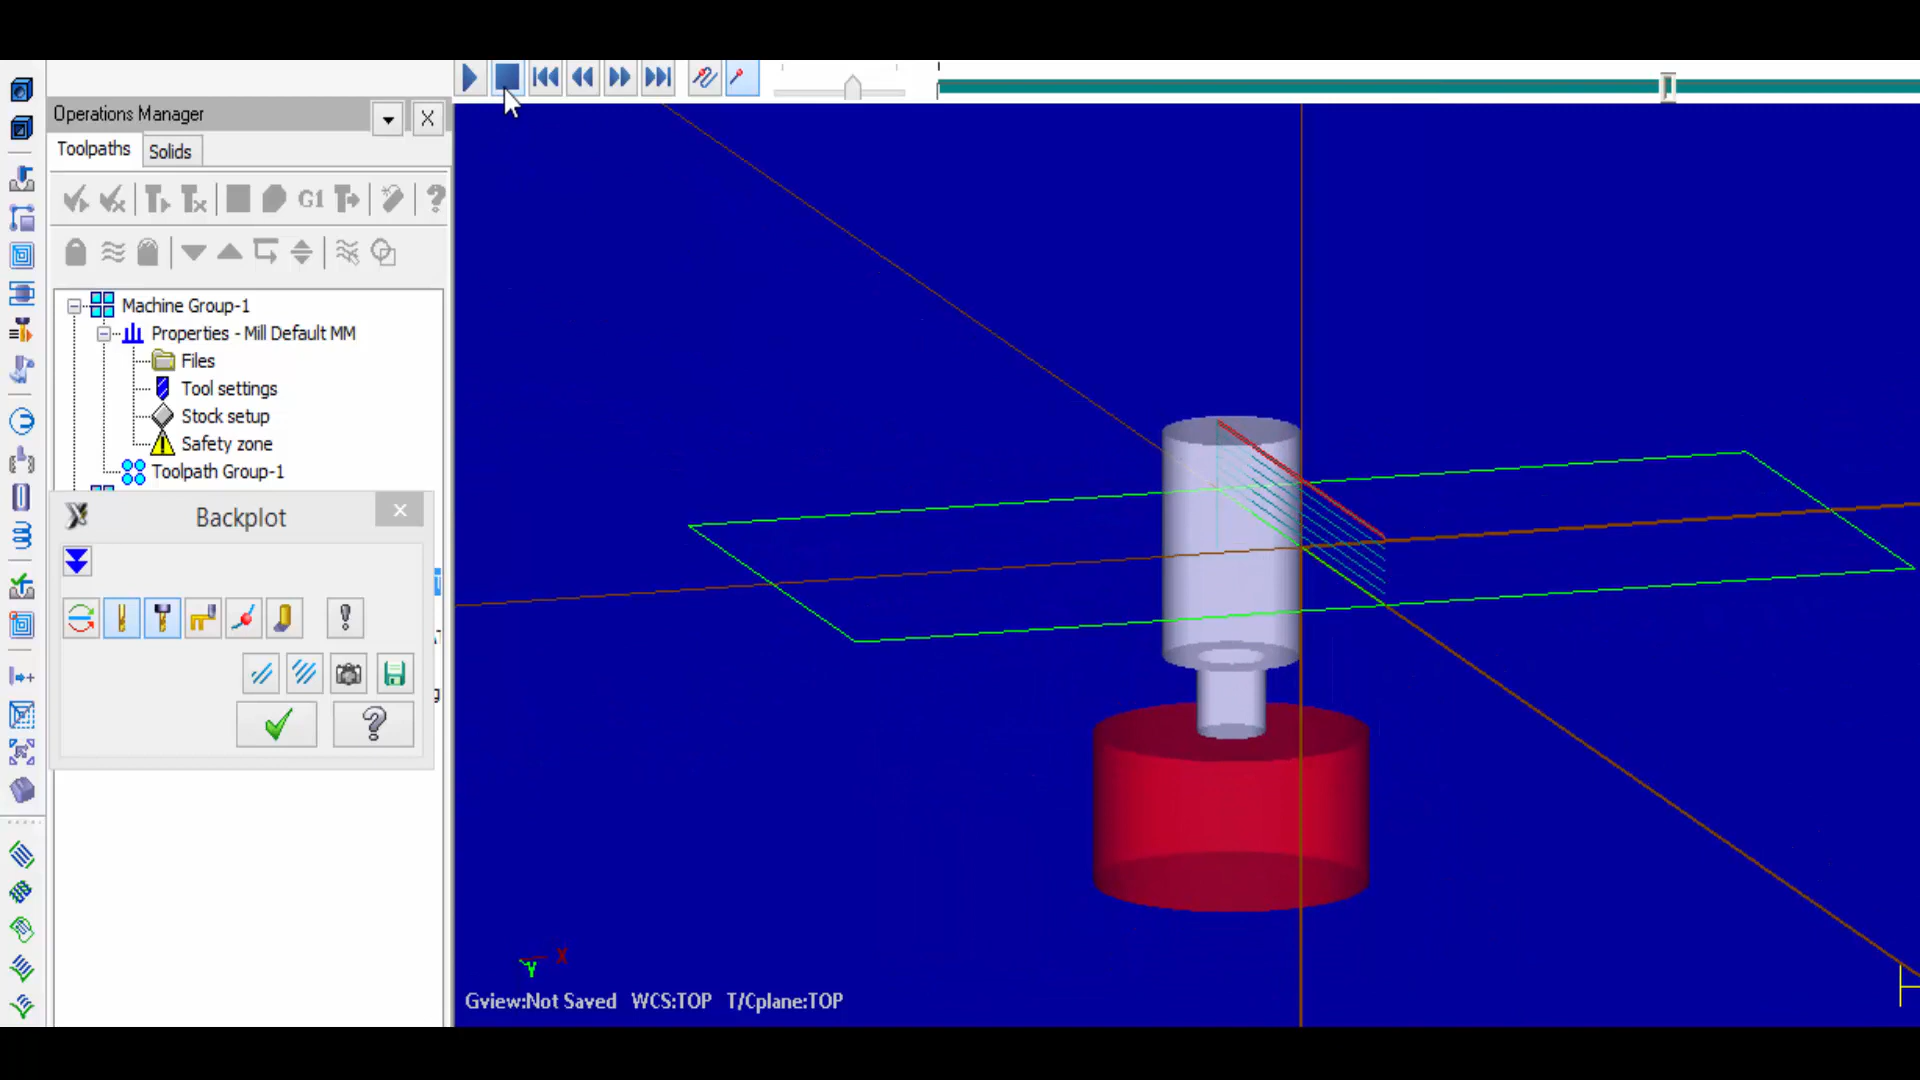 Operations Manager
Toolpaths
Solids
G1
Machine Group-1
Properties - Mill Default MM
Files
Tool settings
Stock setup
Safety zone
Toolpath Group-1
Backplot
X
Y
Gview:Not Saved WCS:TOP T/Cplane:TOP